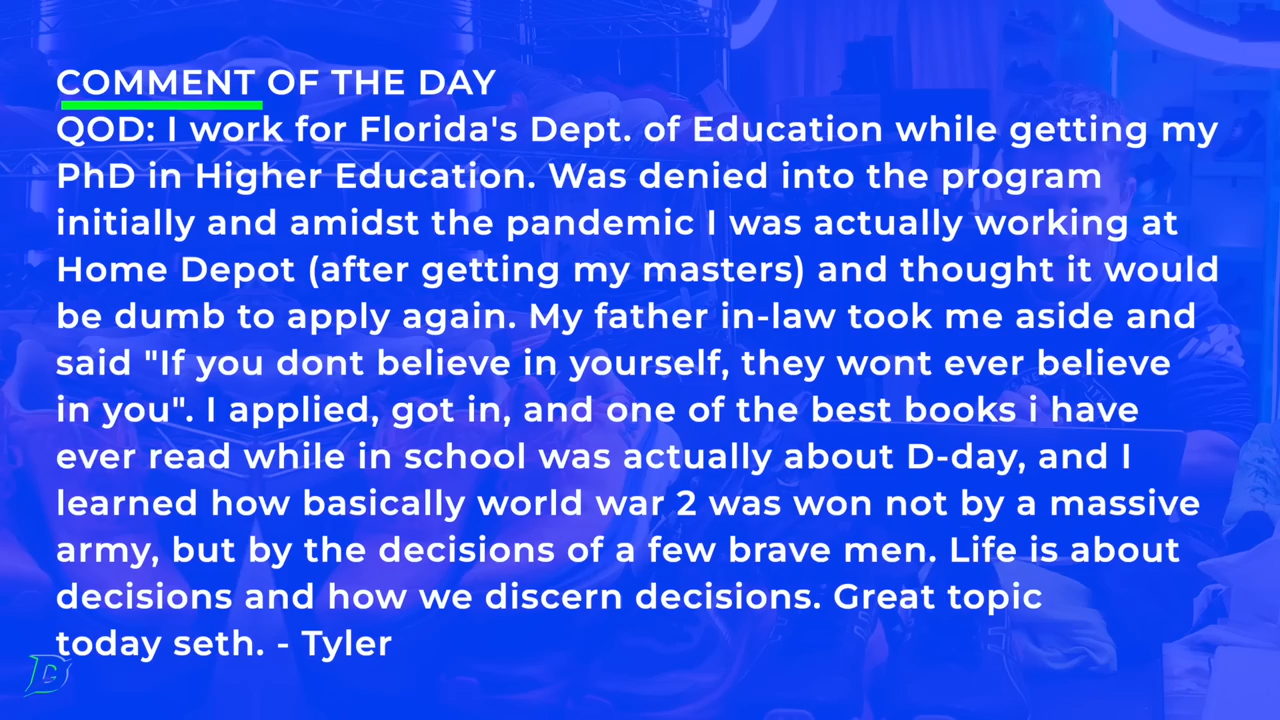 COMMENT OF THE DAY
QOD: I work for Florida's Dept. of Education while getting my
PhD in Higher Education. Was denied into the program
initially and amidst the pandemic I was actually working at
Home Depot (after getting my masters) and thought it would
be dumb to apply again. My father in-law took me aside and
said "If you dont believe in yourself, they wont ever believe
in you". I applied, got in, and one of the best books i have
ever read while in school was actually about D-day, and I
learned how basically world war 2 was won not by a massive
army, but by the decisions of a few brave men. Life is about
decisions and how we discern decisions. Great topic
today seth. - Tyler